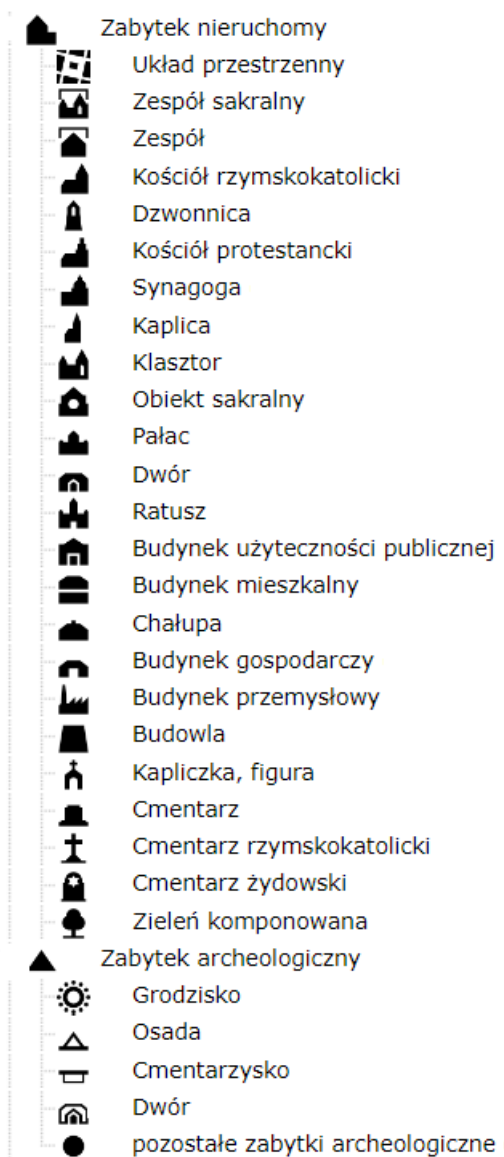 Zabytek nieruchomy
Układ przestrzenny
Zespół sakralny
Zespół
Kościół rzymskokatolicki
Dzwonnica
Kościół protestancki
Synagoga
Kaplica
Klasztor
Obiekt sakralny
Pałac
Dwór
Ratusz
Budynek użyteczności publicznej
Budynek mieszkalny
Chałupa
Budynek gospodarczy
Budynek przemysłowy
Budowla
Kapliczka, figura
Cmentarz
Cmentarz rzymskokatolicki
Cmentarz żydowski
Zieleń komponowana
Zabytek archeologiczny
Grodzisko
Osada
Cmentarzysko
Dwór
pozostałe zabytki archeologiczne